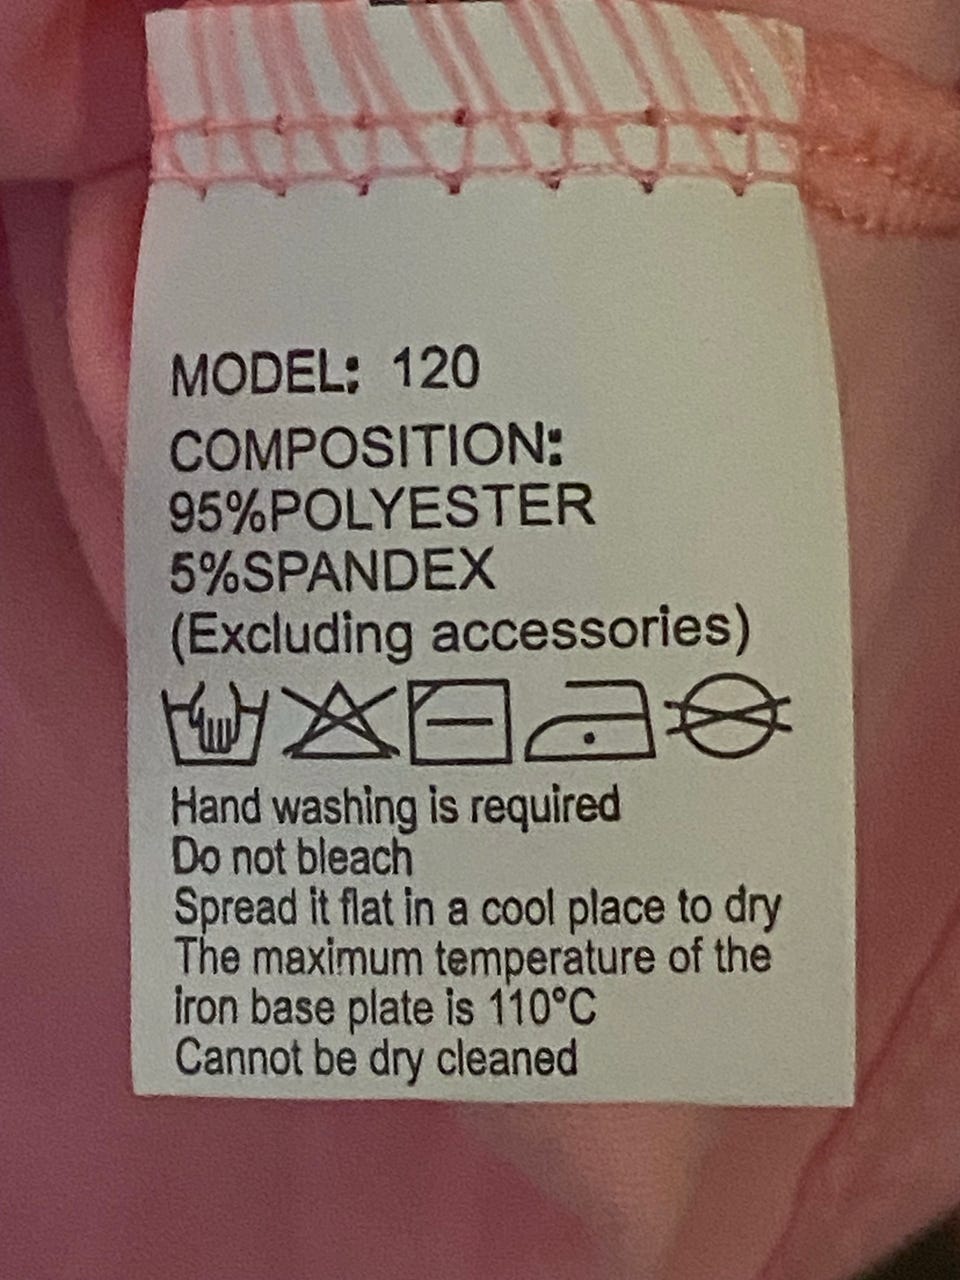 MODEL: 120
COMPOSITION:
95%POLYESTER
5%SPANDEX
(Excluding accessories)
Hand washing is required
Do not bleach
Spread it flat in a cool place to dry
The maximum temperature of the
iron base plate is 110°C
Cannot be dry cleaned